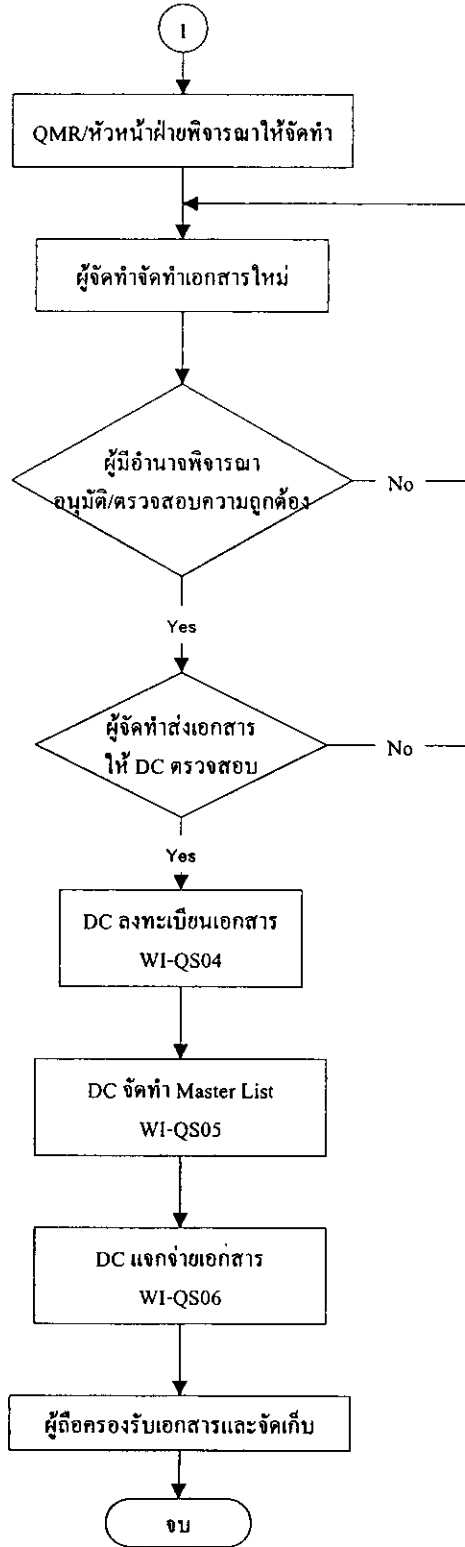 1
QMR/หัวหน้าฝ่ายพิจารณาให้จัดทำ
ผู้จัดทำจัดทำเอกสารใหม่
ผู้มีอำนาจพิจารณา
อนุมัติ/ตรวจสอบความถูกต้อง
No
Yes
ผู้จัดทำส่งเอกสาร
ให้ DC ตรวจสอบ
No
Yes
DC ลงทะเบียนเอกสาร
WI-QS04
DC จัดทำ Master List
WI-QS05
DC แจกจ่ายเอกสาร
WI-QS06
ผู้ถือครองรับเอกสารและจัดเก็บ
จบ